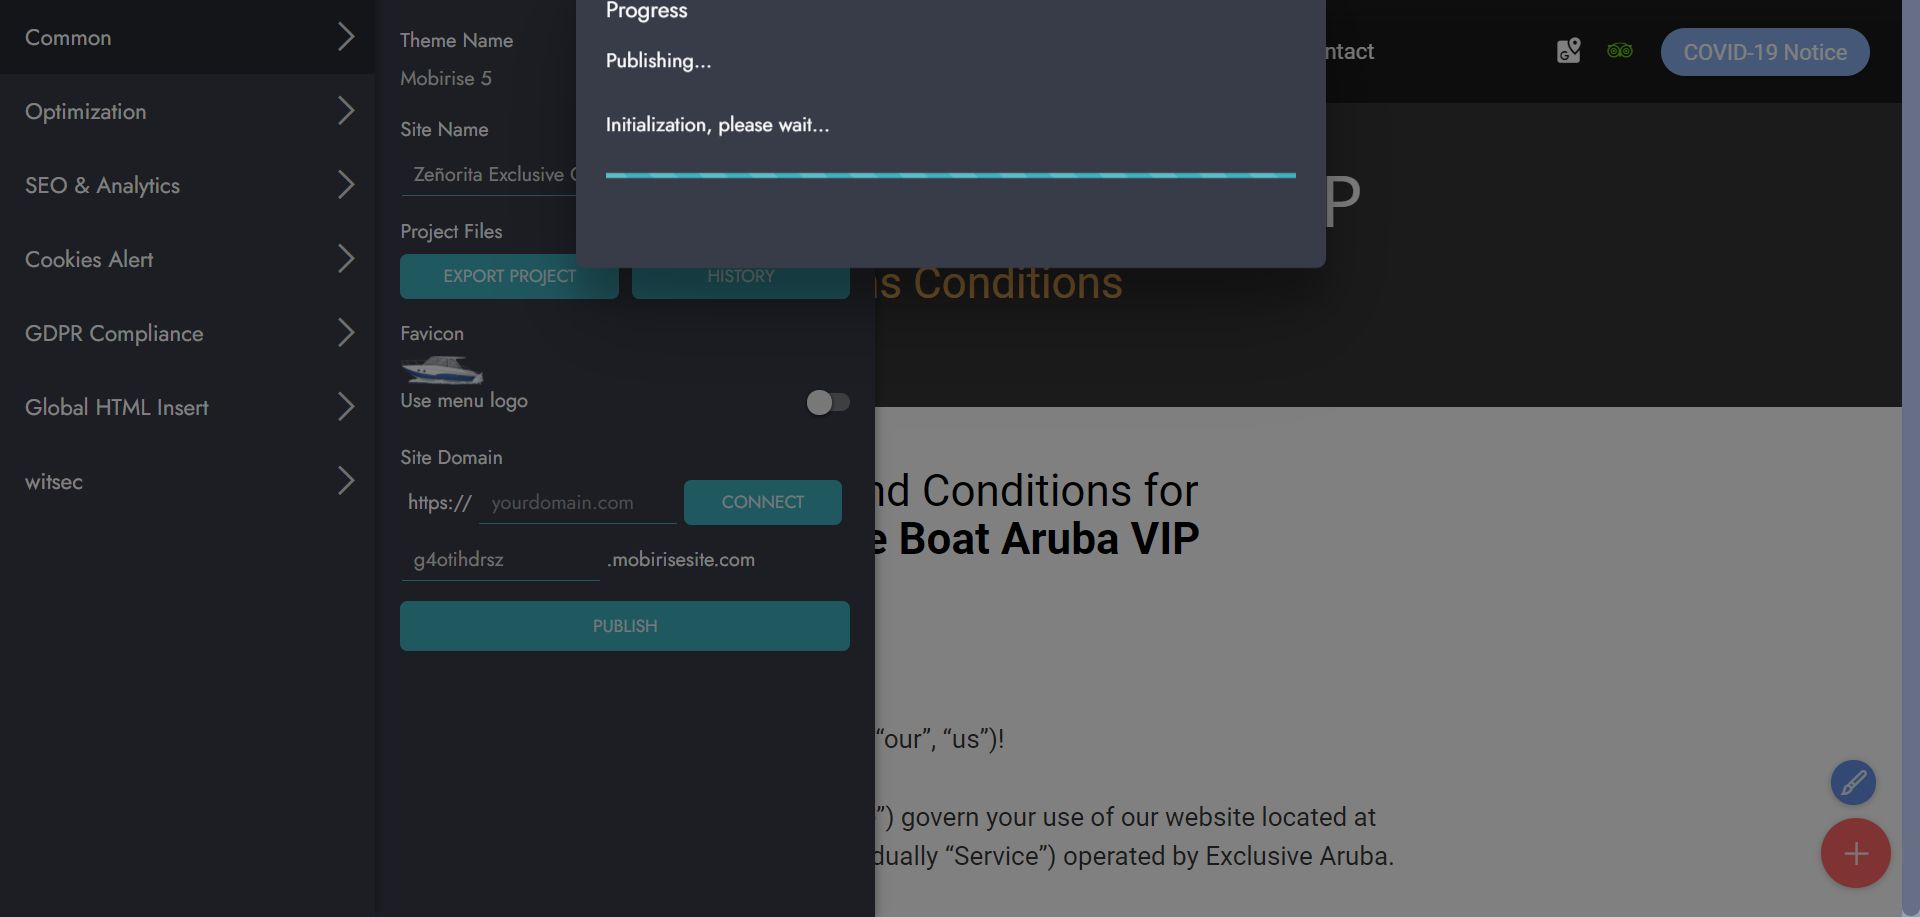 Common
Optimization
SEO & Analytics
Cookies Alert
GDPR Compliance
Global HTML Insert
witsec
Theme Name
Mobirise 5
Site Name
Zeñorita Exclusive
Project Files
EXPORT PROJECT
HISTORY
Favicon
Use menu logo
Site Domain
https://
yourdomain.com
CONNECT
g4otihdrsz
.mobirisesite.com
PUBLISH
Progress
Publishing...
Initialization, please wait...
ntact
COVID-19 Notice
P
s Conditions
nd Conditions for
e Boat Aruba VIP
“our”, “us”)!
”) govern your use of our website located at
dually “Service”) operated by Exclusive Aruba.